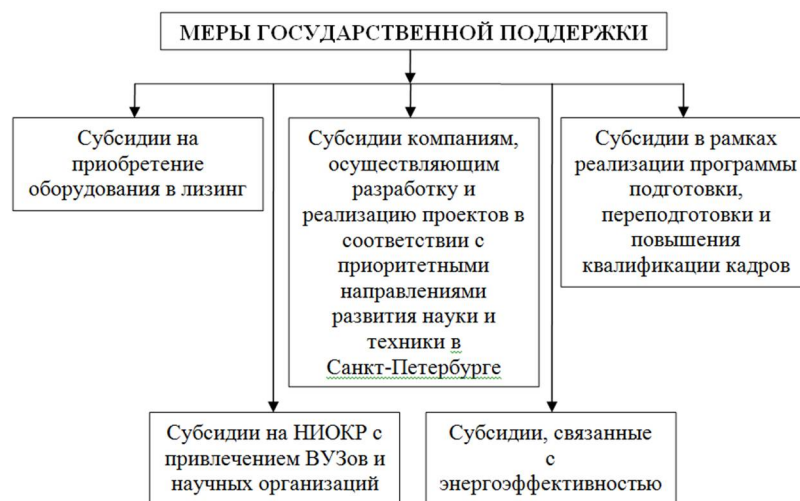 МЕРЫ ГОСУДАРСТВЕННОЙ ПОДДЕРЖКИ
Субсидии на
приобретение
оборудования в лизинг
Субсидии компаниям,
осуществляющим
разработку и
реализацию проектов в
соответствии с
приоритетными
направлениями
развития науки и
техники в
Санкт-Петербурге
Субсидии в рамках
реализации программы
подготовки,
переподготовки и
повышения
квалификации кадров
Субсидии на НИОКР с
привлечением ВУЗов и
научных организаций
Субсидии, связанные
с
энергоэффективностью